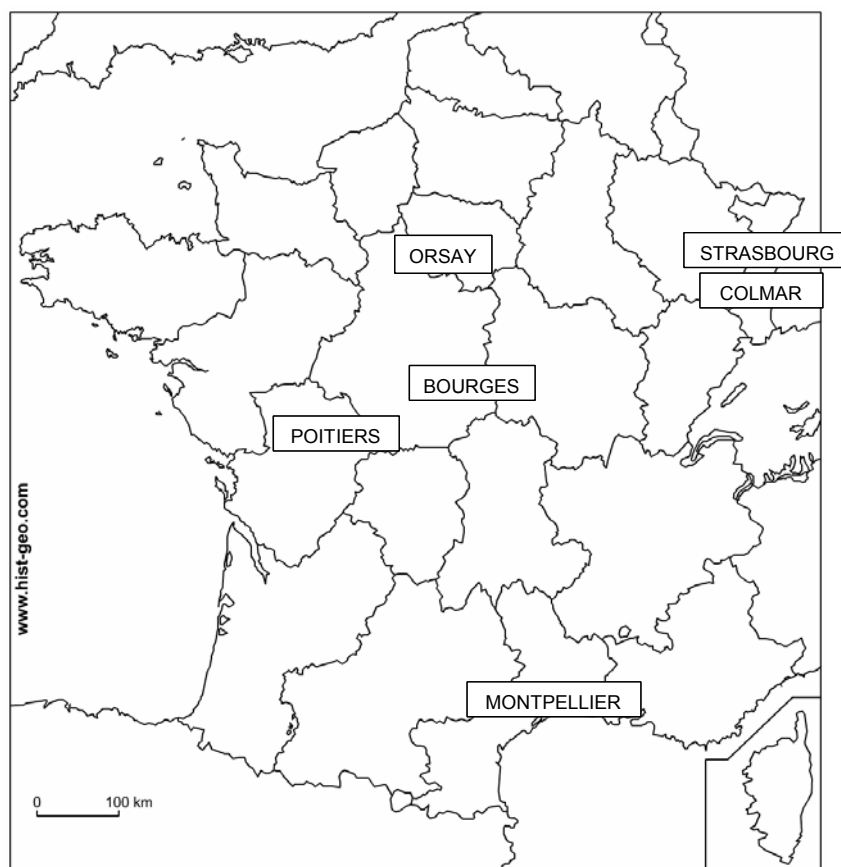 ORSAY
STRASBOURG
COLMAR
BOURGES
POITIERS
www.hist-geo.com
MONTPELLIER
0 100 km